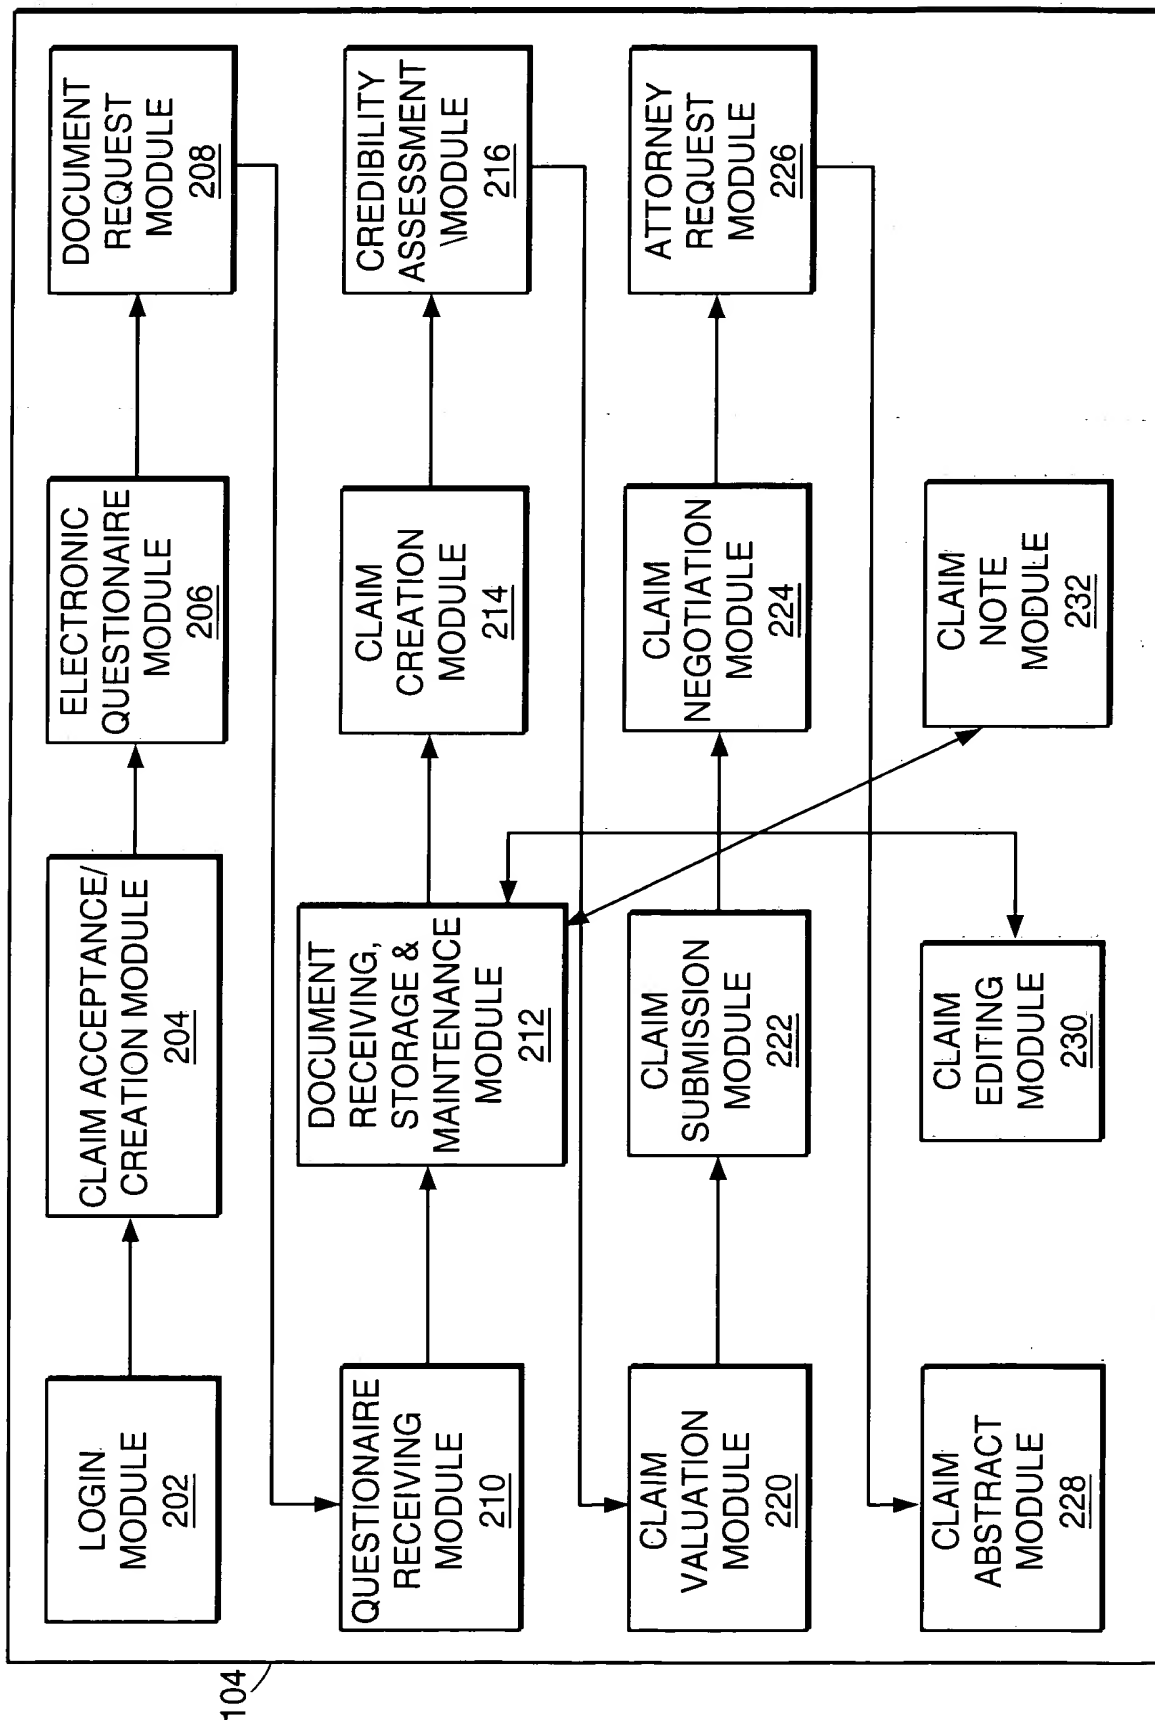 104
LOGIN
MODULE
202
CLAIM ACCEPTANCE/
CREATION MODULE
204
ELECTRONIC
QUESTIONAIRE
MODULE
206
DOCUMENT
REQUEST
MODULE
208
QUESTIONAIRE
RECEIVING
MODULE
210
DOCUMENT
RECEIVING,
STORAGE &
MAINTENANCE
MODULE
212
CLAIM
CREATION
MODULE
214
CREDIBILITY
ASSESSMENT
\MODULE
216
CLAIM
VALUATION
MODULE
220
CLAIM
SUBMISSION
MODULE
222
CLAIM
NEGOTIATION
MODULE
224
ATTORNEY
REQUEST
MODULE
226
CLAIM
ABSTRACT
MODULE
228
CLAIM
EDITING
MODULE
230
CLAIM
NOTE
MODULE
232